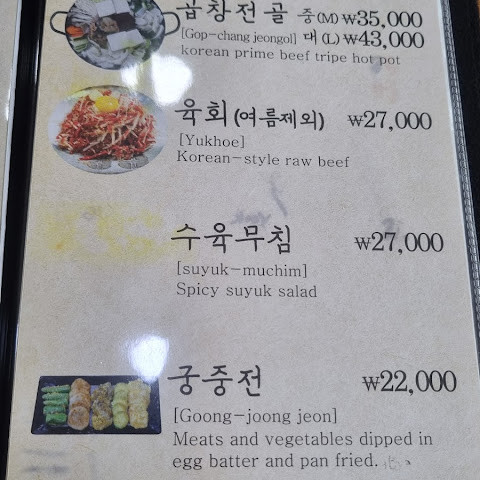 곱창전골 중(M) ₩35,000
[Gop-chang jeongol] 대(L) ₩43,000
korean prime beef tripe hot pot
육회 (여름제외) ₩27,000
[Yukhoe]
Korean-style raw beef
수육무침 ₩27,000
[suyuk-muchim]
Spicy suyuk salad
궁중전 ₩22,000
[Goong-joong jeon]
Meats and vegetables dipped in
egg batter and pan fried.